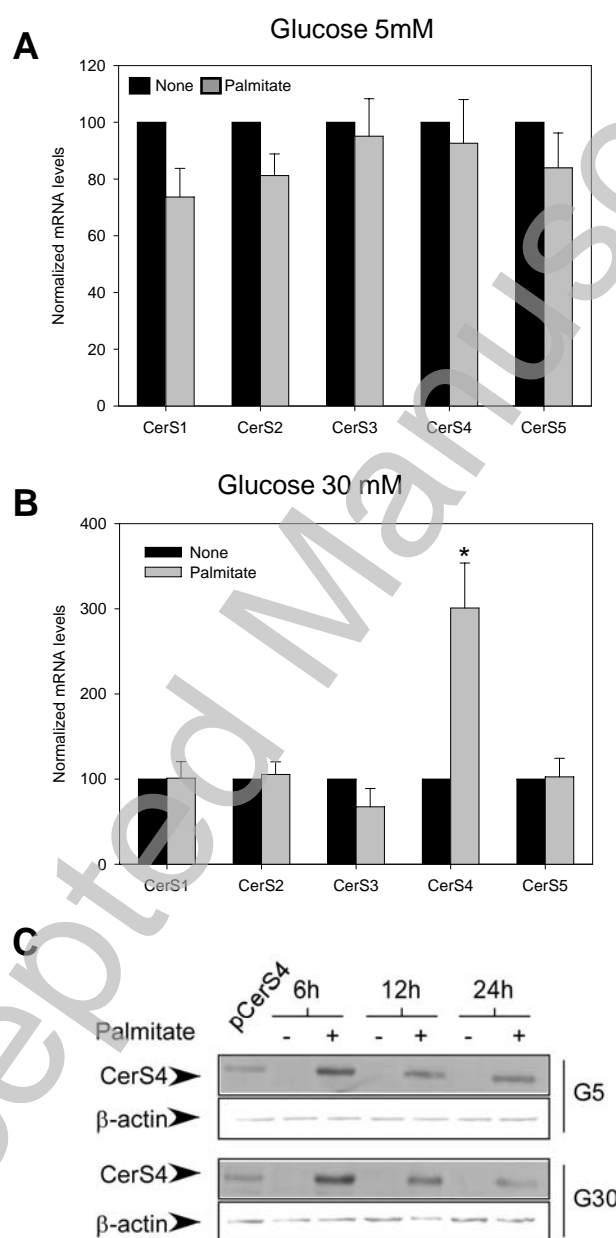 A
Glucose 5mM
Normalized mRNA levels
120
100
80
60
40
20
0
None
Palmitate
CerS1 CerS2 CerS3 CerS4 CerS5
B
Glucose 30 mM
Normalized mRNA levels
400
300
200
100
0
None
Palmitate
*
CerS1 CerS2 CerS3 CerS4 CerS5
C
pCerS4 6h 12h 24h
Palmitate - + - + - +
CerS4
β-actin
G5
CerS4
β-actin
G30
epted Manusc